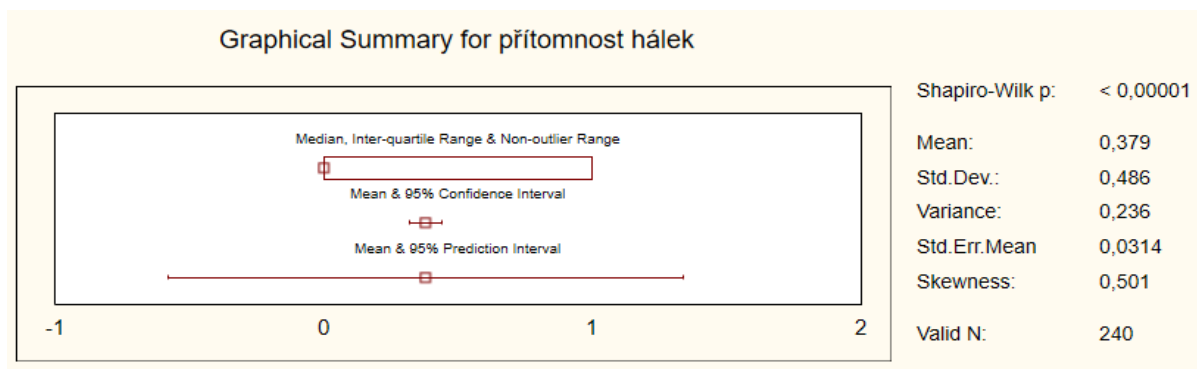 Graphical Summary for přítomnost hálek
Median, Inter-quartile Range & Non-outlier Range
Mean & 95% Confidence Interval
Mean & 95% Prediction Interval
-1 0 1 2
Shapiro-Wilk p: < 0,00001
Mean: 0,379
Std.Dev.: 0,486
Variance: 0,236
Std.Err.Mean 0,0314
Skewness: 0,501
Valid N: 240